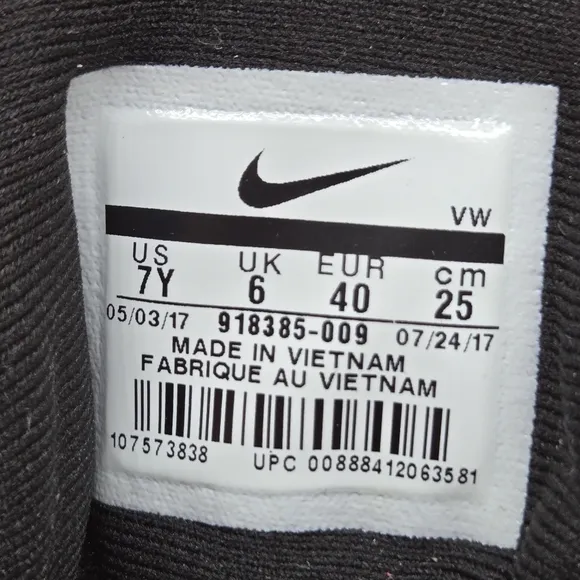 VW
US UK EUR cm
7Y 6 40 25
05/03/17 918385-009 07/24/17
MADE IN VIETNAM
FABRIQUE AU VIETNAM
107573838 UPC 00888412063581